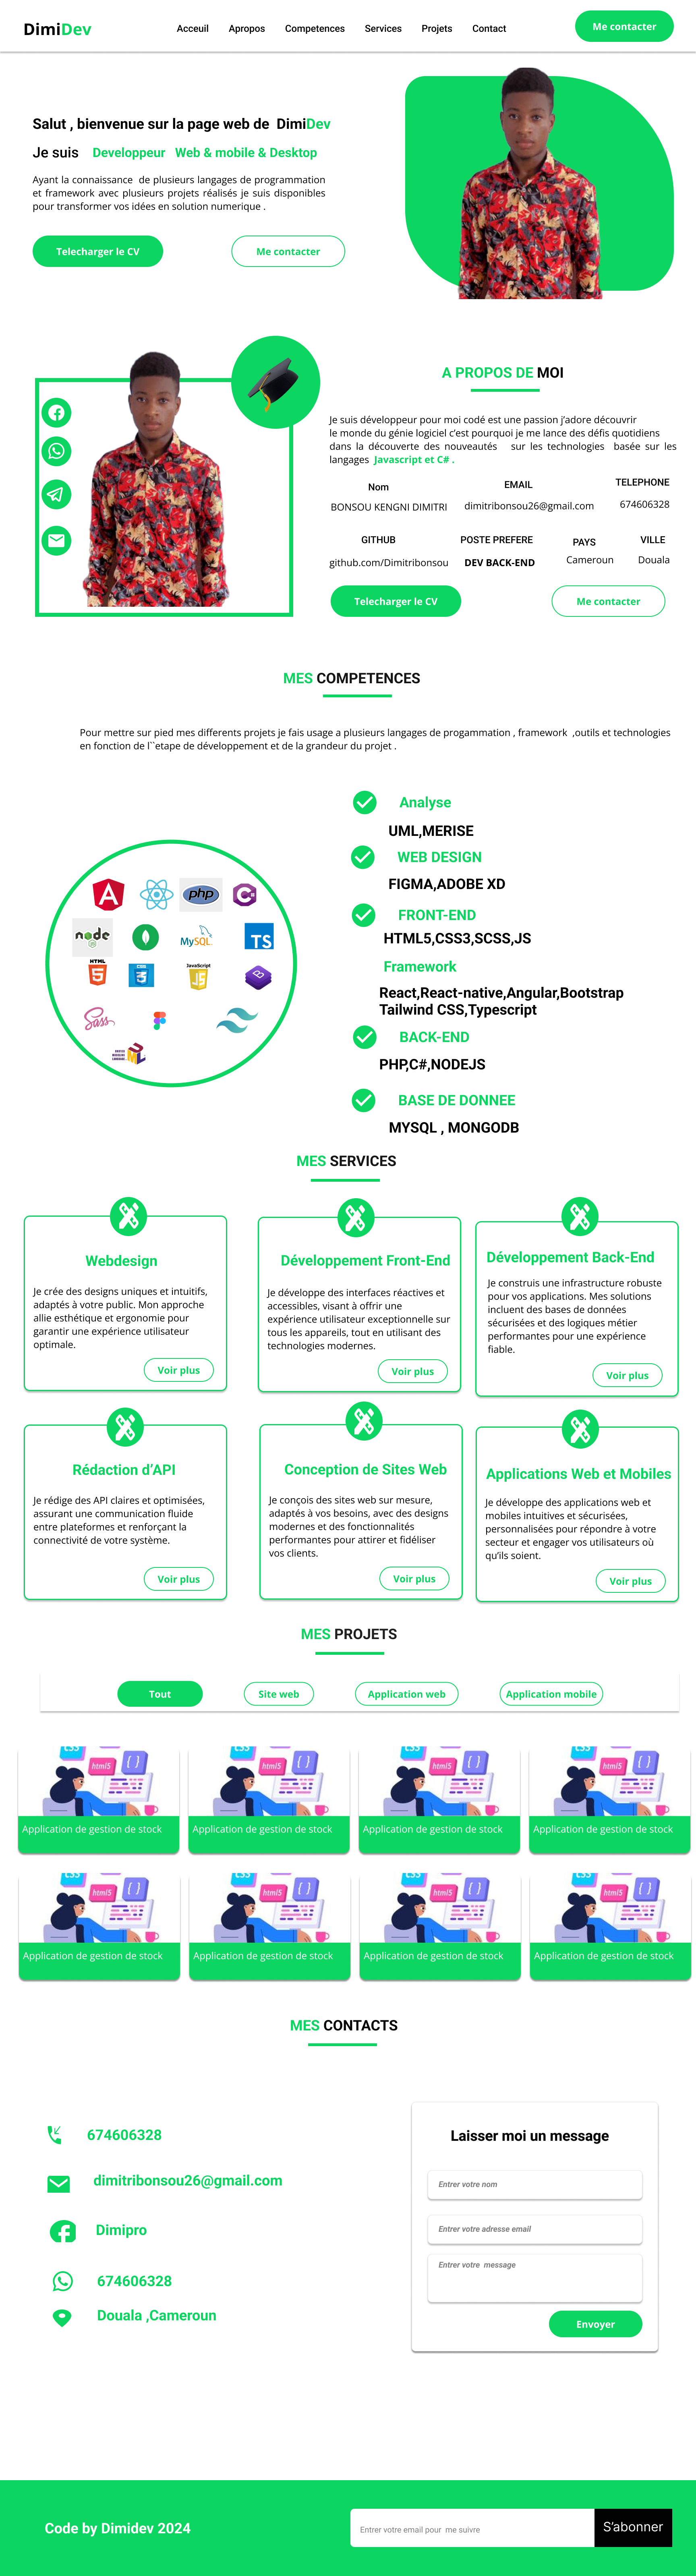 DimiDev
Acceuil Apropos Competences Services Projets Contact
Me contacter
Salut , bienvenue sur la page web de DimiDev
Je suis Developpeur Web & mobile & Desktop
Ayant la connaissance de plusieurs langages de programmation
et framework avec plusieurs projets réalisés je suis disponibles
pour transformer vos idées en solution numerique .
Telecharger le CV
Me contacter
A PROPOS DE MOI
Je suis développeur pour moi codé est une passion j'adore découvrir
le monde du génie logiciel c'est pourquoi je me lance des défis quotidiens
dans la découverte des nouveautés sur les technologies basée sur les
langages Javascript et C# .
Nom
BONSOU KENGNI DIMITRI
EMAIL
dimitribonsou26@gmail.com
TELEPHONE
674606328
GITHUB
github.com/Dimitribonsou
POSTE PREFERE
DEV BACK-END
PAYS
Cameroun
VILLE
Douala
Telecharger le CV
Me contacter
MES COMPETENCES
Pour mettre sur pied mes differents projets je fais usage a plusieurs langages de progammation , framework ,outils et technologies
en fonction de l``etape de développement et de la grandeur du projet .
php
node
MySQL
TS
HTML
5
CSS
3
JavaScript
JS
B
Sass
UML
Analyse
UML,MERISE
WEB DESIGN
FIGMA,ADOBE XD
FRONT-END
HTML5,CSS3,SCSS,JS
Framework
React,React-native,Angular,Bootstrap
Tailwind CSS,Typescript
BACK-END
PHP,C#,NODEJS
BASE DE DONNEE
MYSQL , MONGODB
MES SERVICES
Webdesign
Je crée des designs uniques et intuitifs,
adaptés à votre public. Mon approche
allie esthétique et ergonomie pour
garantir une expérience utilisateur
optimale.
Voir plus
Développement Front-End
Je développe des interfaces réactives et
accessibles, visant à offrir une
expérience utilisateur exceptionnelle sur
tous les appareils, tout en utilisant des
technologies modernes.
Voir plus
Développement Back-End
Je construis une infrastructure robuste
pour vos applications. Mes solutions
incluent des bases de données
sécurisées et des logiques métier
performantes pour une expérience
fiable.
Voir plus
Rédaction d'API
Je rédige des API claires et optimisées,
assurant une communication fluide
entre plateformes et renforçant la
connectivité de votre système.
Voir plus
Conception de Sites Web
Je conçois des sites web sur mesure,
adaptés à vos besoins, avec des designs
modernes et des fonctionnalités
performantes pour attirer et fidéliser
vos clients.
Voir plus
Applications Web et Mobiles
Je développe des applications web et
mobiles intuitives et sécurisées,
personnalisées pour répondre à votre
secteur et engager vos utilisateurs où
qu'ils soient.
Voir plus
MES PROJETS
Tout
Site web
Application web
Application mobile
CSS html5 { }
CSS html5 { }
CSS html5 { }
CSS html5 { }
Application de gestion de stock
Application de gestion de stock
Application de gestion de stock
Application de gestion de stock
CSS html5 { }
CSS html5 { }
CSS html5 { }
CSS html5 { }
Application de gestion de stock
Application de gestion de stock
Application de gestion de stock
Application de gestion de stock
MES CONTACTS
674606328
dimitribonsou26@gmail.com
Dimipro
674606328
Douala ,Cameroun
Laisser moi un message
Entrer votre nom
Entrer votre adresse email
Entrer votre message
Envoyer
Code by Dimidev 2024
Entrer votre email pour me suivre
S'abonner